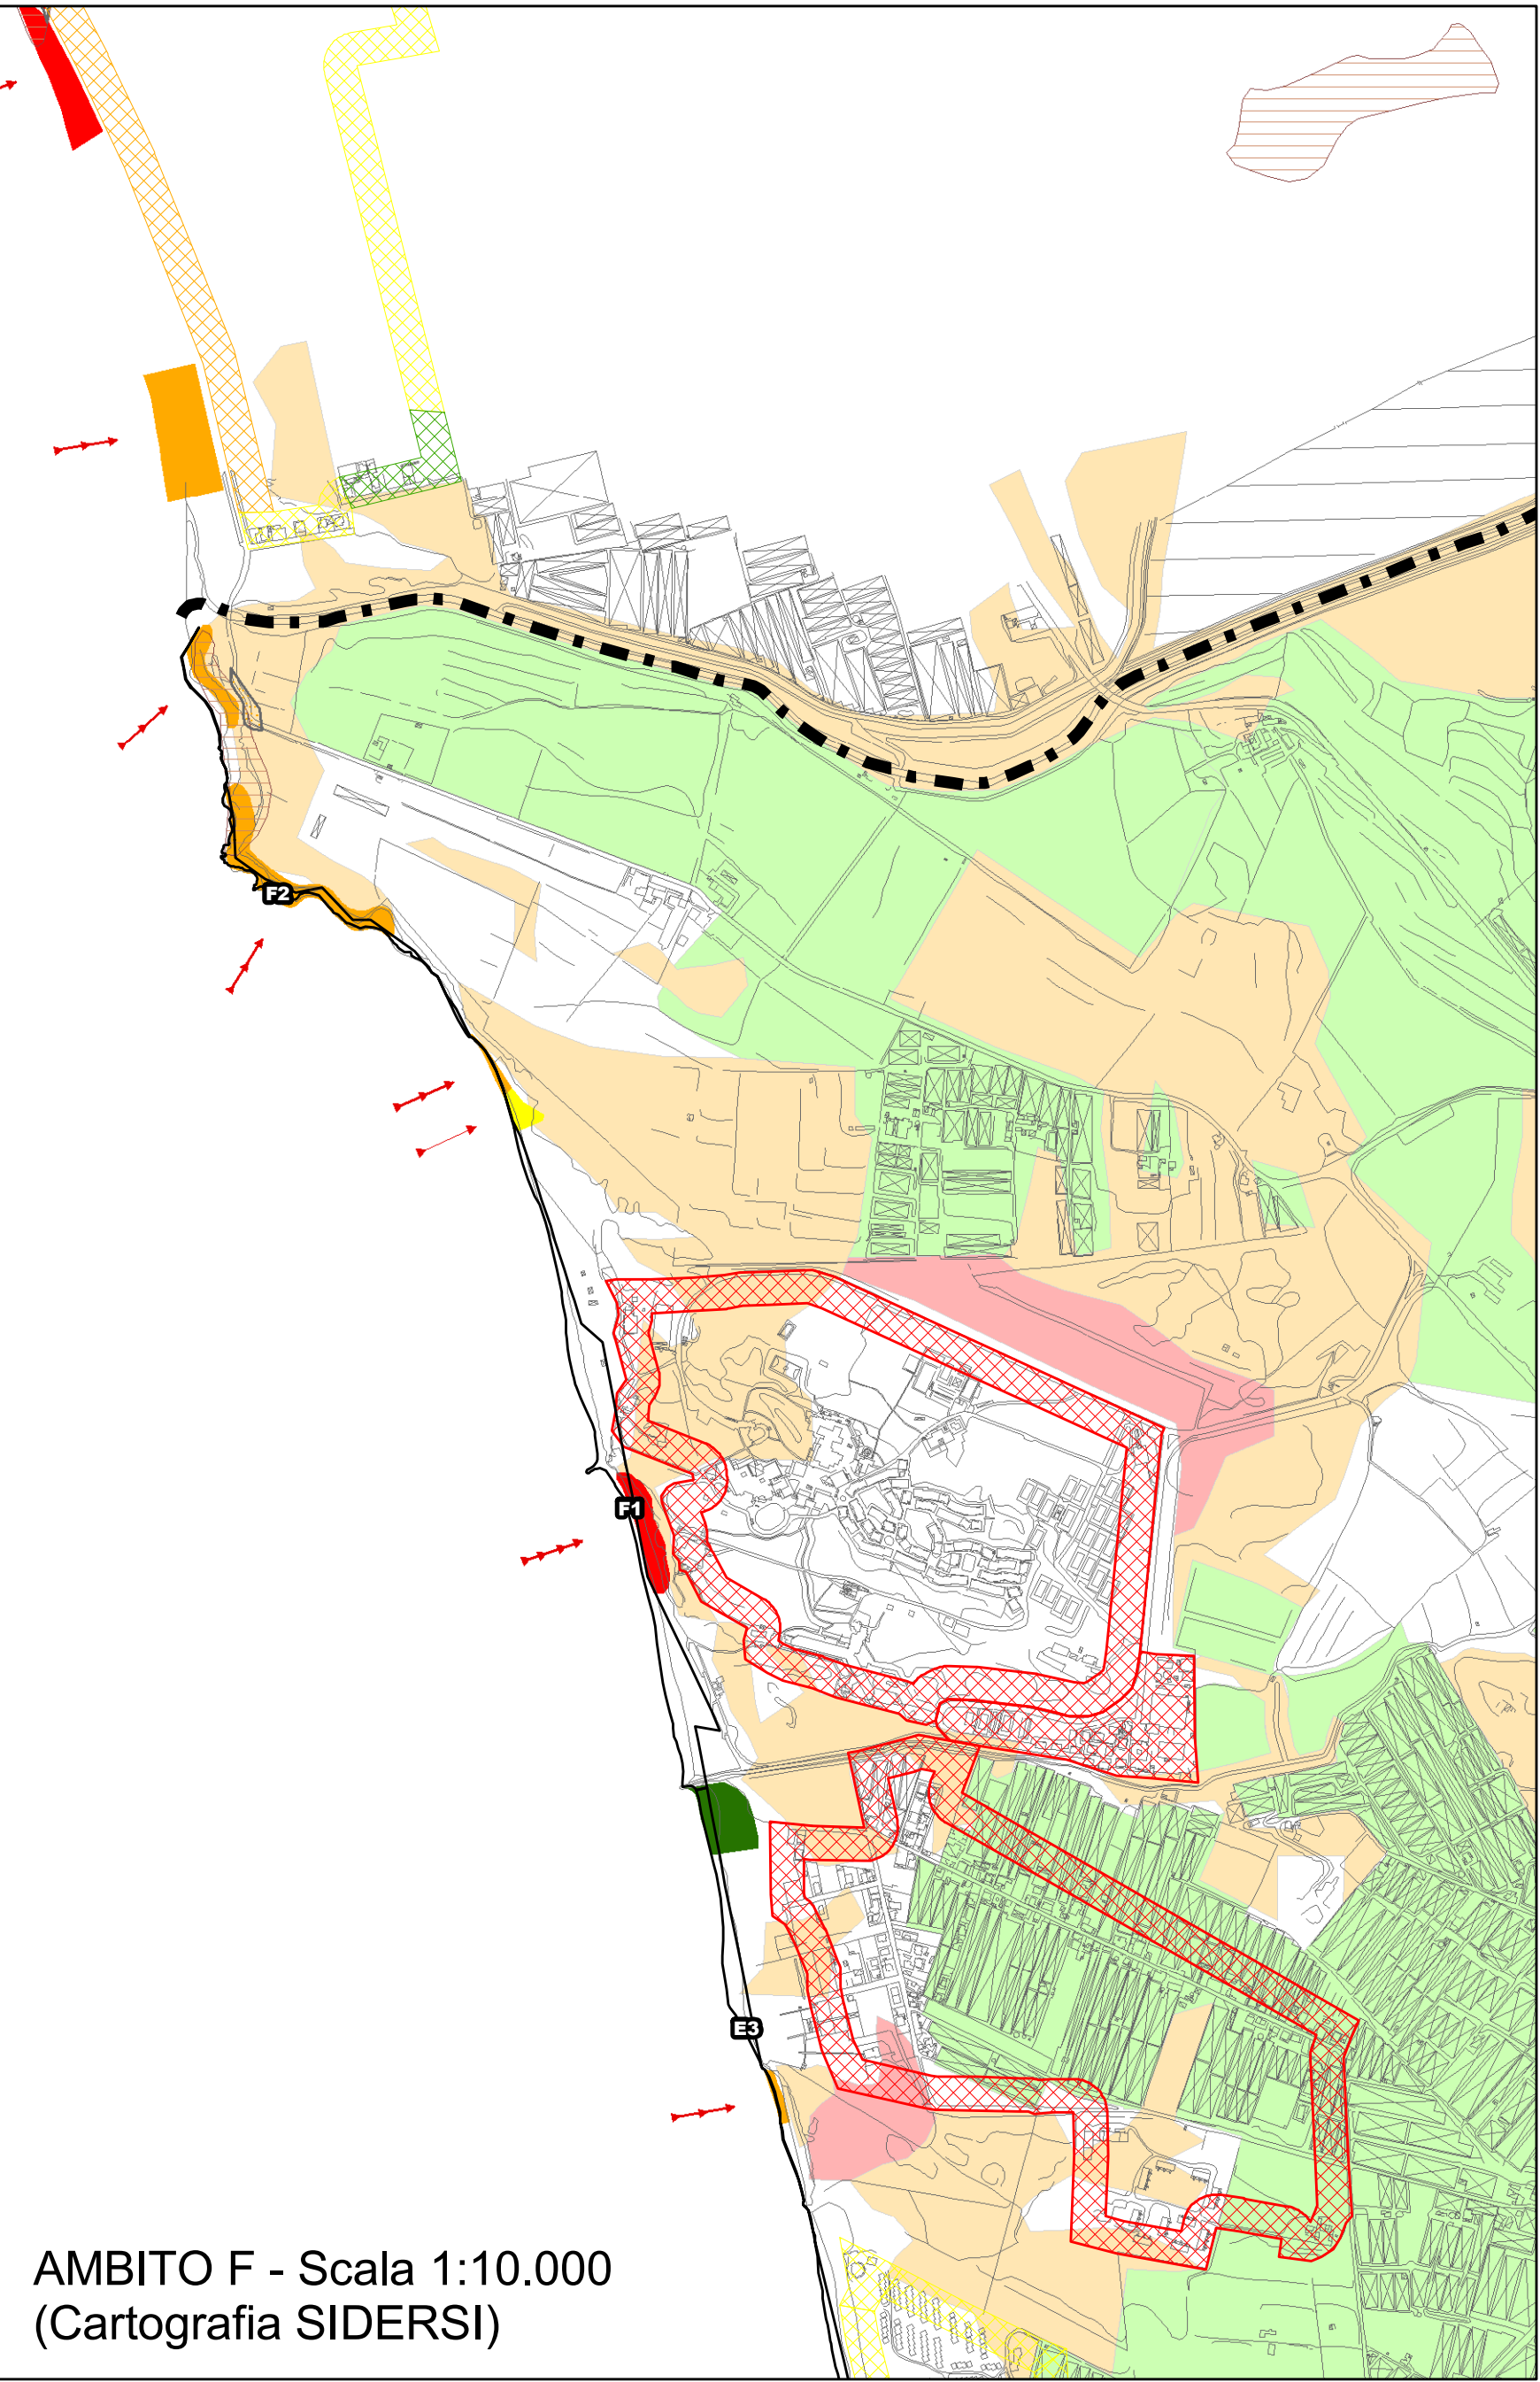 F2
F1
E3
AMBITO F - Scala 1:10.000
(Cartografia SIDERSI)